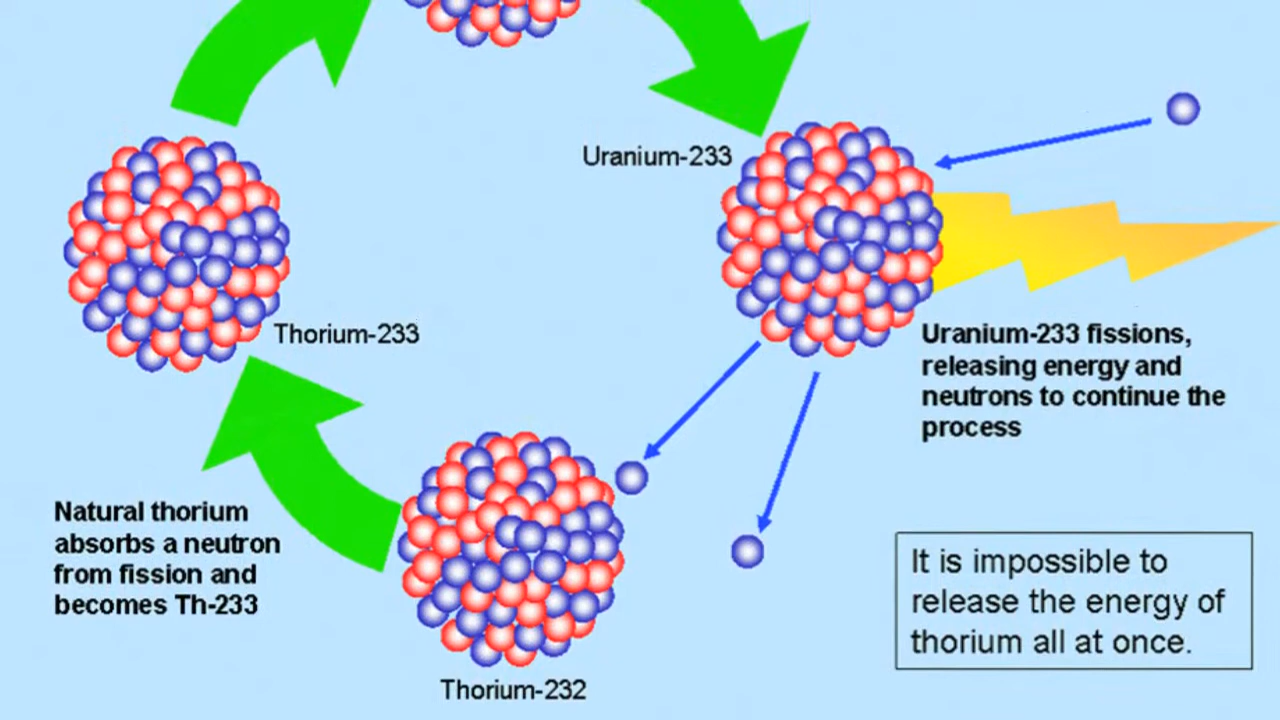 Uranium-233
Thorium-233
Uranium-233 fissions,
releasing energy and
neutrons to continue the
process
Natural thorium
absorbs a neutron
from fission and
becomes Th-233
It is impossible to
release the energy of
thorium all at once.
Thorium-232